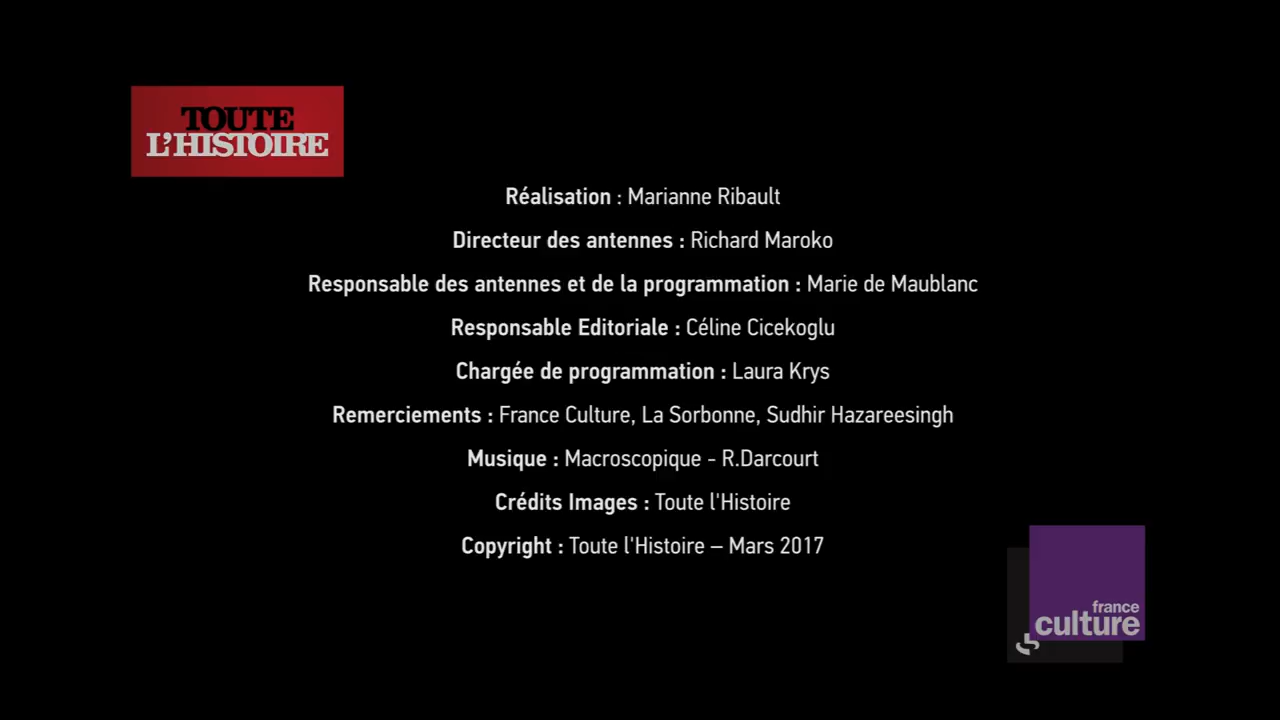 TOUTE
L'HISTOIRE
Réalisation : Marianne Ribault
Directeur des antennes : Richard Maroko
Responsable des antennes et de la programmation : Marie de Maublanc
Responsable Editoriale : Céline Cicekoglu
Chargée de programmation : Laura Krys
Remerciements : France Culture, La Sorbonne, Sudhir Hazareesingh
Musique : Macroscopique - R.Darcourt
Crédits Images : Toute l'Histoire
Copyright : Toute l'Histoire – Mars 2017
france
culture